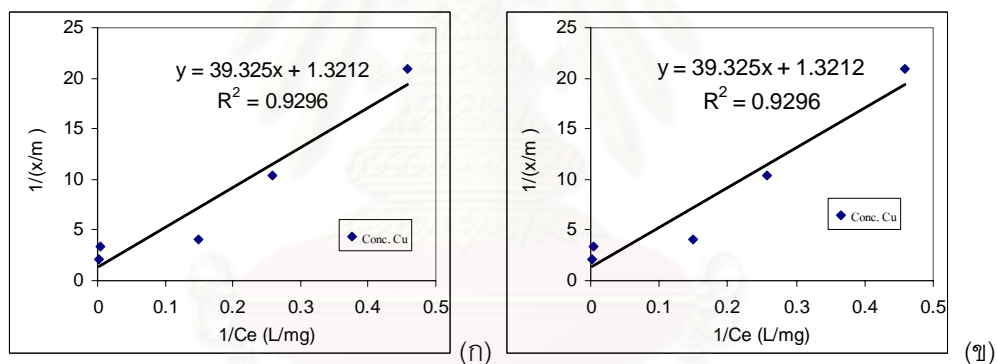 25
20
15
10
5
0
1/(x/m )
y = 39.325x + 1.3212
R² = 0.9296
Conc. Cu
0 0.1 0.2 0.3 0.4 0.5
1/Ce (L/mg)
(ก)
25
20
15
10
5
0
1/(x/m )
y = 39.325x + 1.3212
R² = 0.9296
Conc. Cu
0 0.1 0.2 0.3 0.4 0.5
1/Ce (L/mg)
(ข)